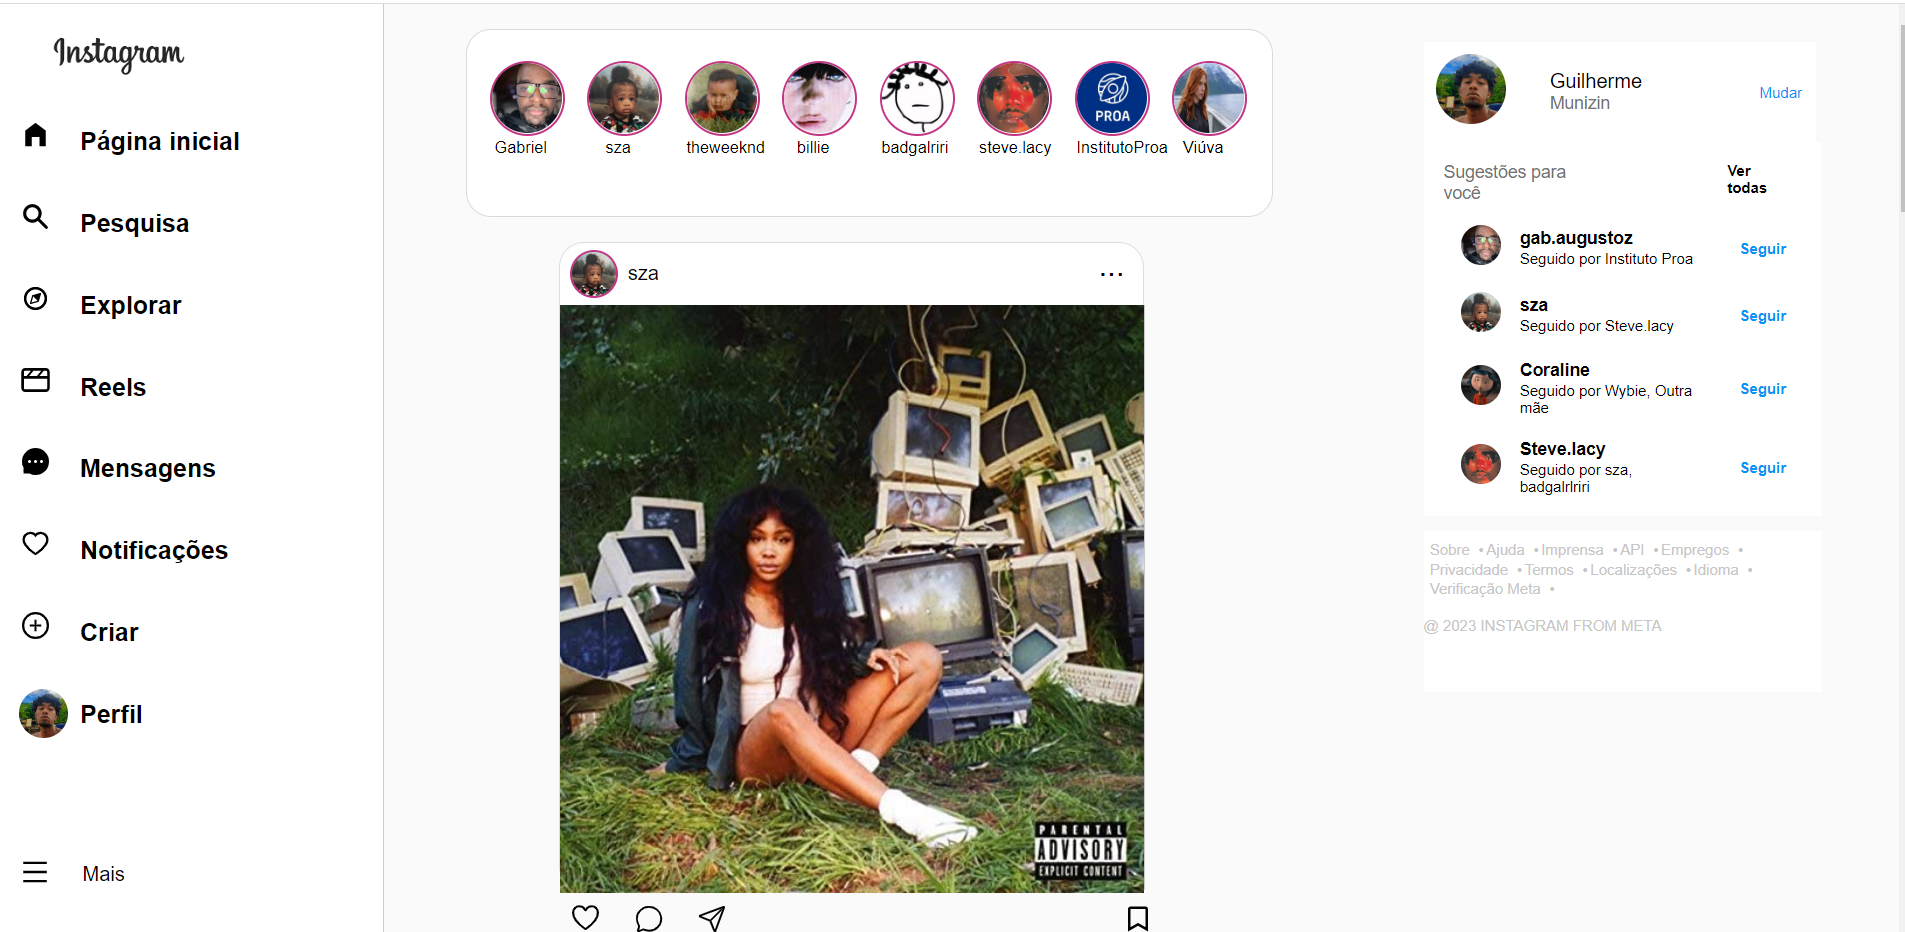 Instagram
Página inicial
Pesquisa
Explorar
Reels
Mensagens
Notificações
Criar
Perfil
Mais
PROA
Gabriel
sza
theweeknd
billie
badgalriri
steve.lacy
InstitutoProa
Viúva
sza
PARENTAL
ADVISORY
EXPLICIT CONTENT
Guilherme
Munizin
Mudar
Sugestões para
você
Ver
todas
gab.augustoz
Seguido por Instituto Proa
Seguir
sza
Seguido por Steve.lacy
Seguir
Coraline
Seguido por Wybie, Outra
mãe
Seguir
Steve.lacy
Seguido por sza,
badgalrlriri
Seguir
Sobre • Ajuda • Imprensa • API • Empregos •
Privacidade • Termos • Localizações • Idioma •
Verificação Meta •
@ 2023 INSTAGRAM FROM META